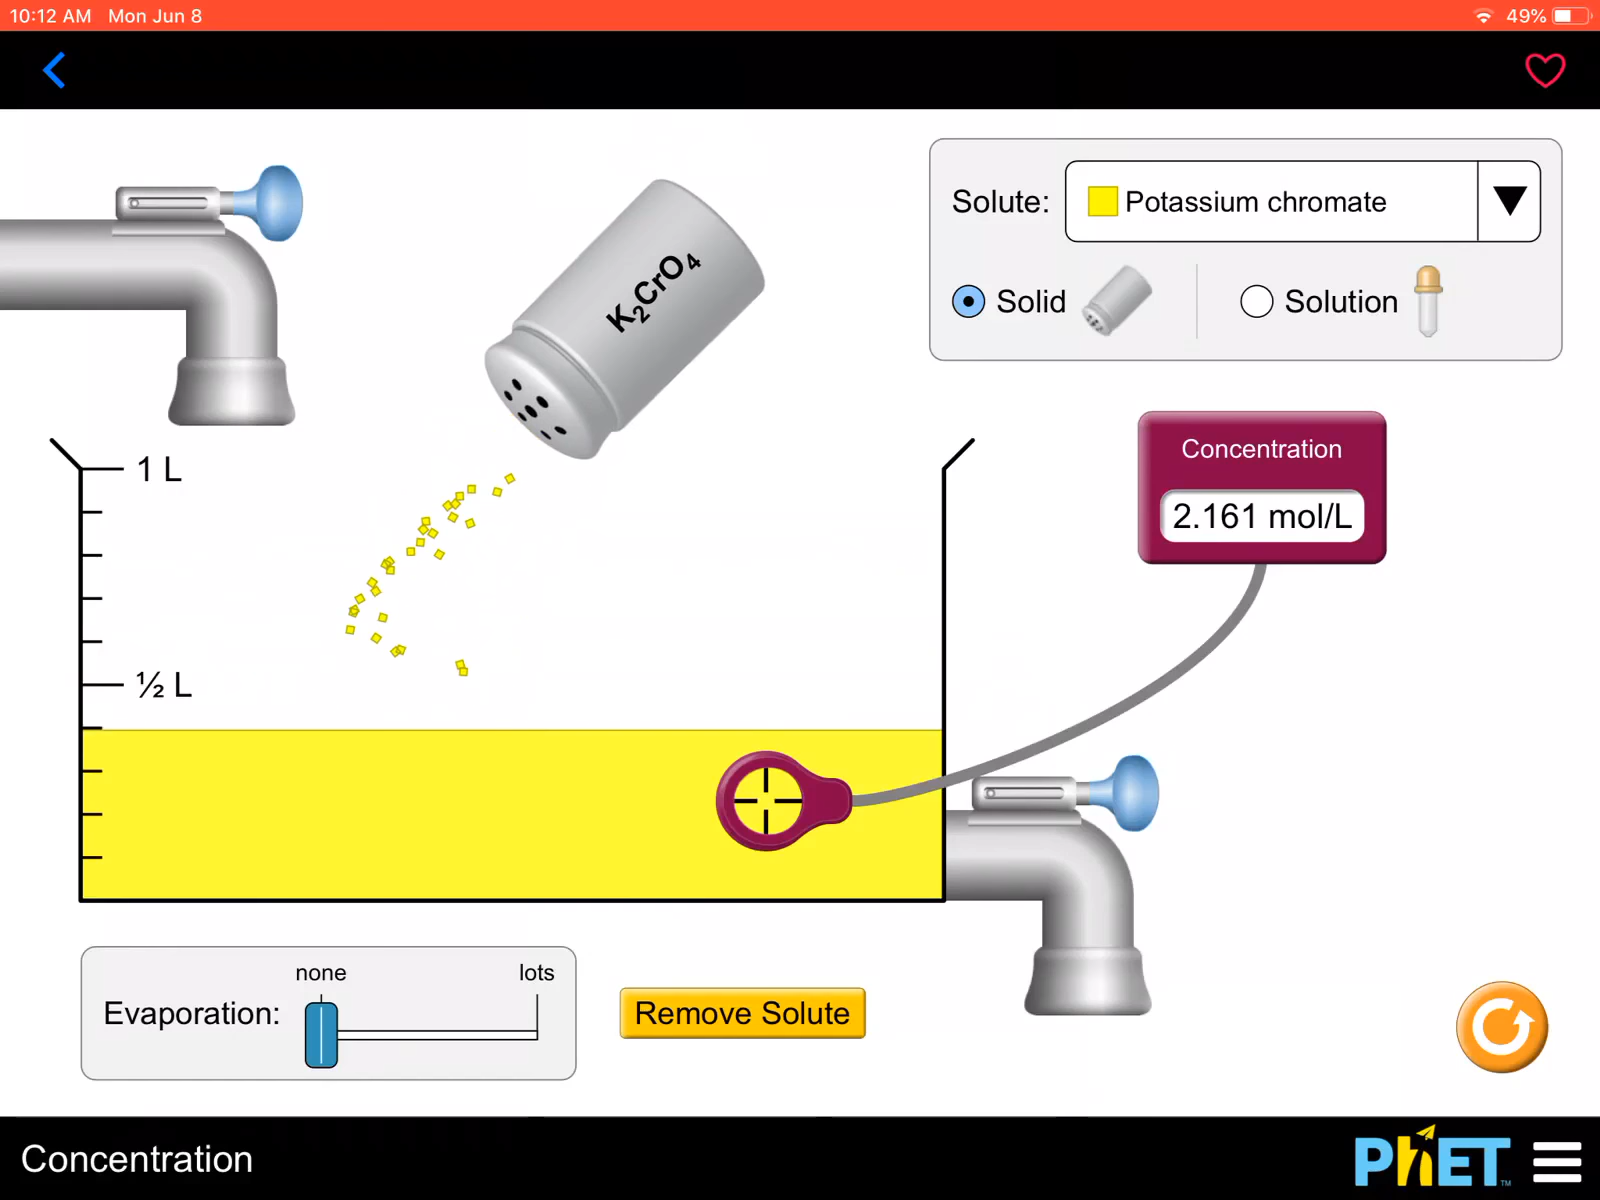 10:12 AM Mon Jun 8
49%
K₂CrO₄
Solute: Potassium chromate
Solid
Solution
Concentration
2.161 mol/L
1 L
½ L
none
lots
Evaporation:
Remove Solute
Concentration
PhET™